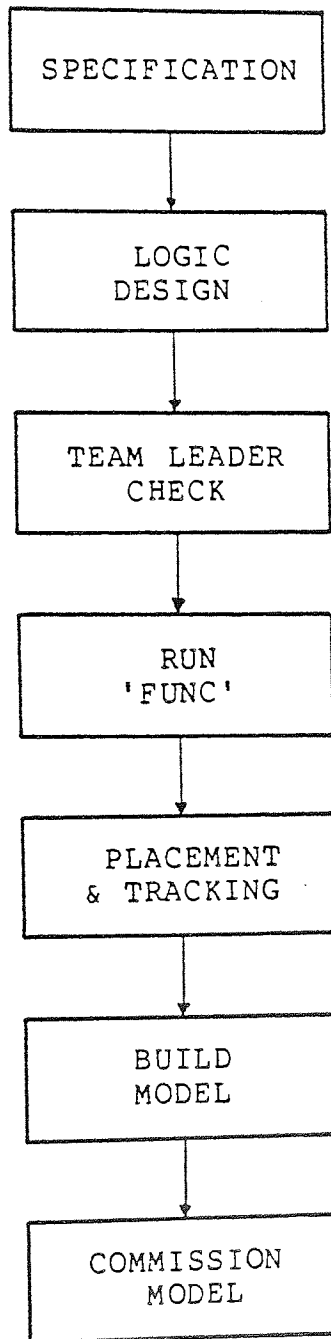 SPECIFICATION
LOGIC
DESIGN
TEAM LEADER
CHECK
RUN
'FUNC'
PLACEMENT
& TRACKING
BUILD
MODEL
COMMISSION
MODEL